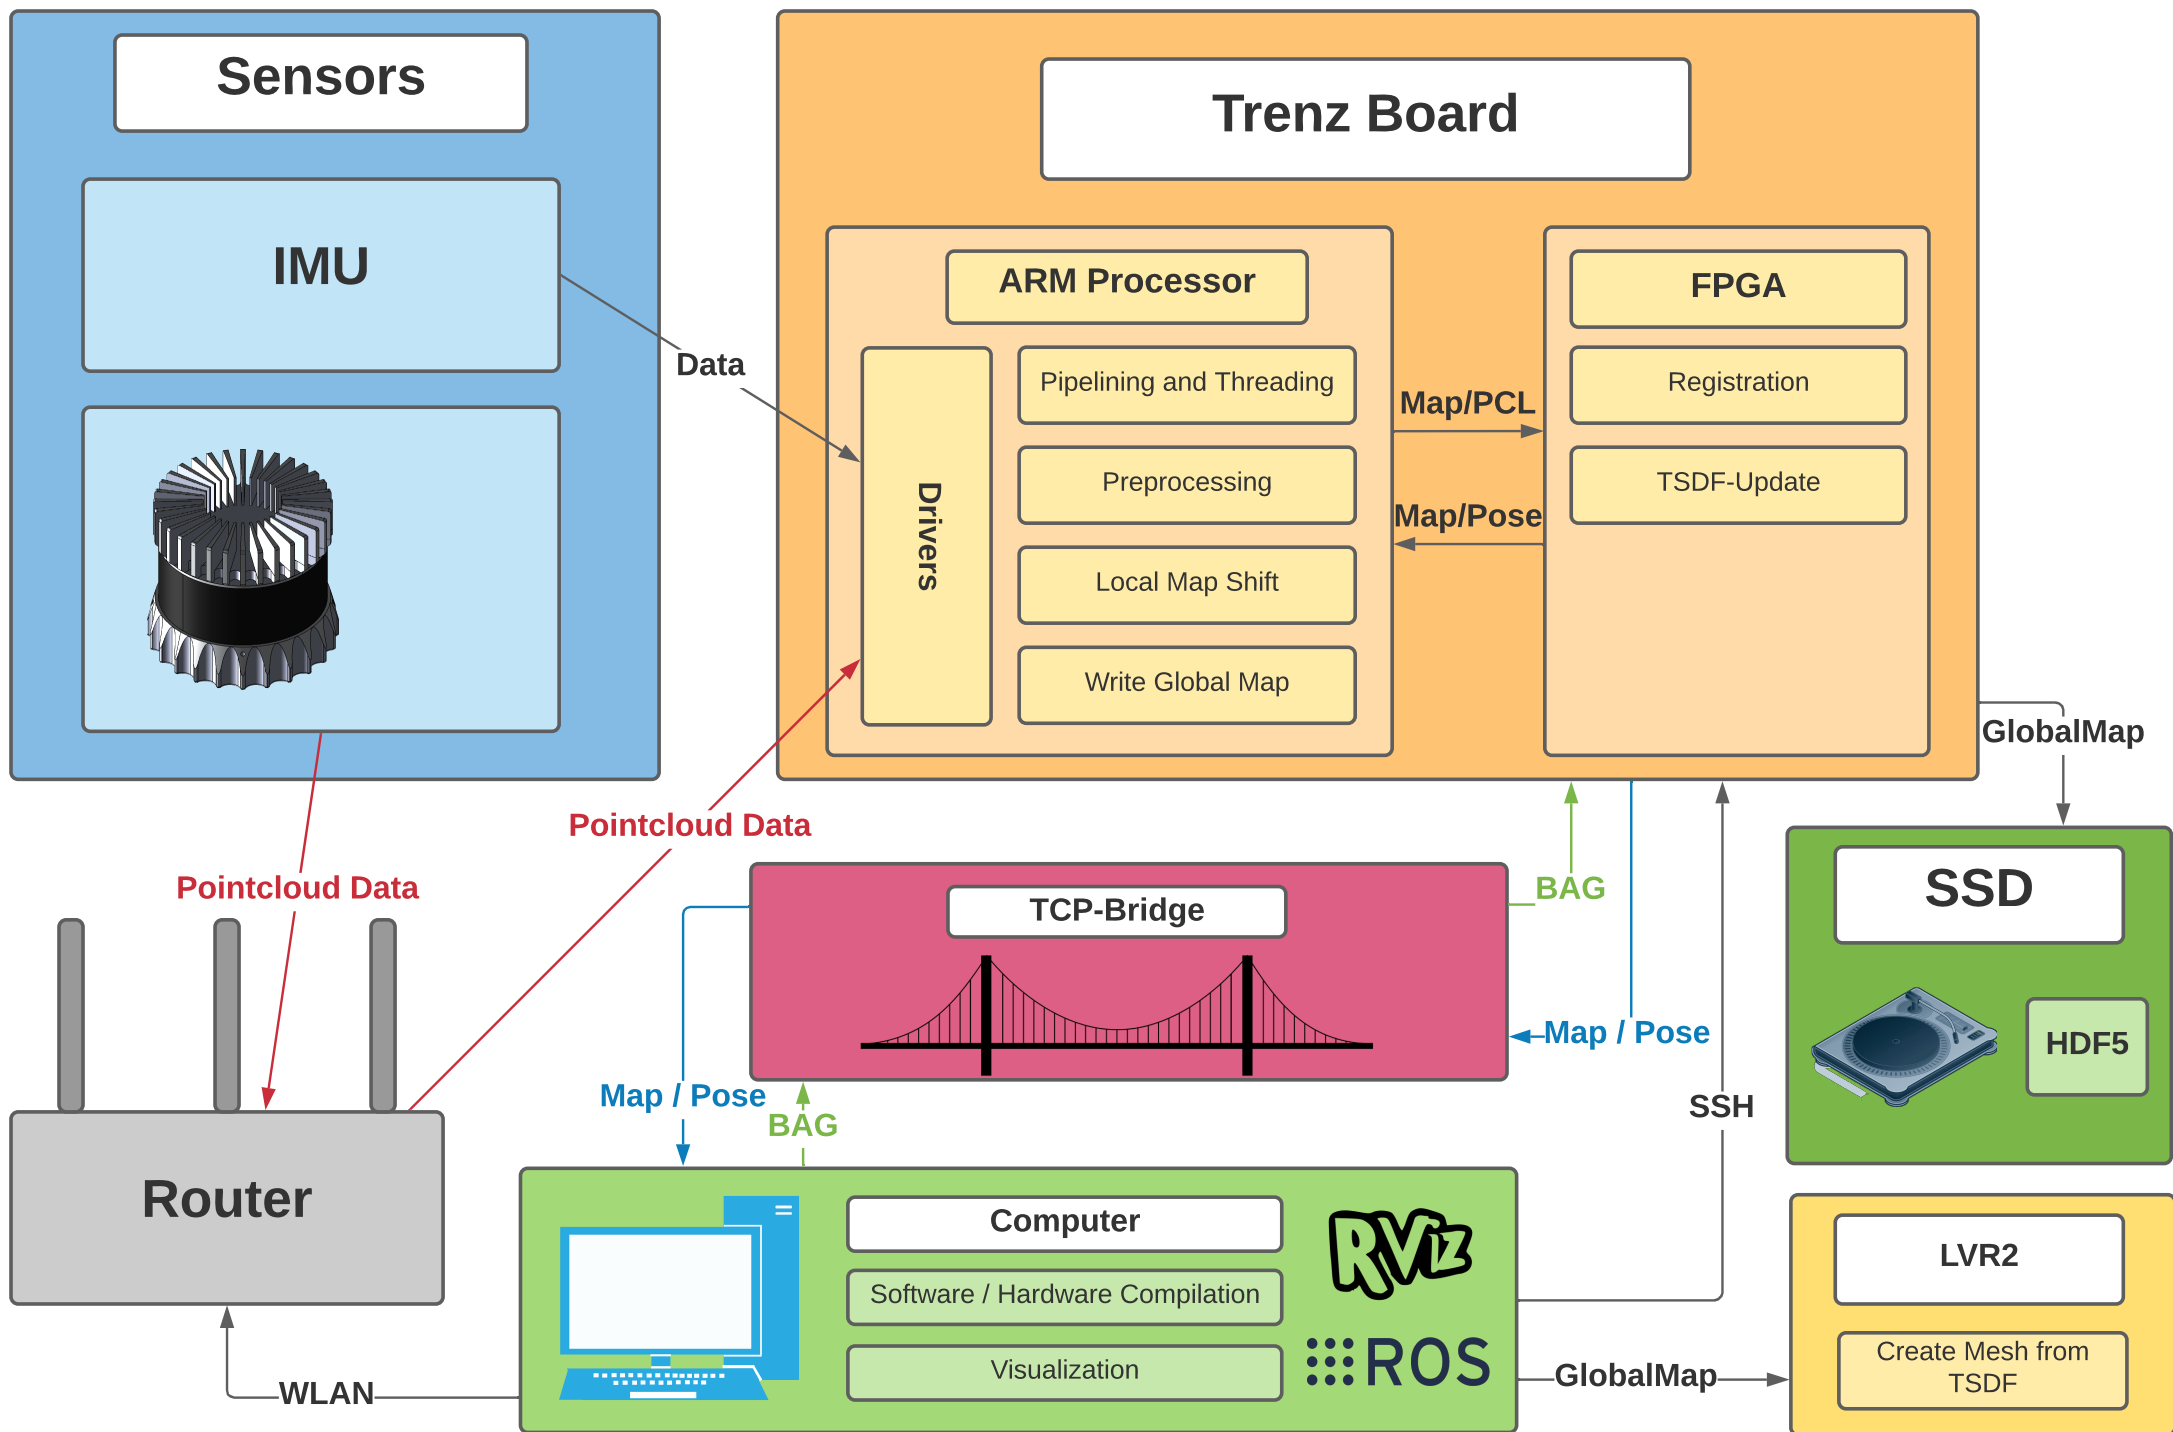 Sensors
IMU
Data
Trenz Board
ARM Processor
Drivers
Pipelining and Threading
Preprocessing
Local Map Shift
Write Global Map
Map/PCL
Map/Pose
FPGA
Registration
TSDF-Update
GlobalMap
Pointcloud Data
Pointcloud Data
TCP-Bridge
BAG
Map / Pose
Map / Pose
BAG
SSH
SSD
HDF5
Router
WLAN
Computer
Software / Hardware Compilation
Visualization
RViz
ROS
GlobalMap
LVR2
Create Mesh from
TSDF